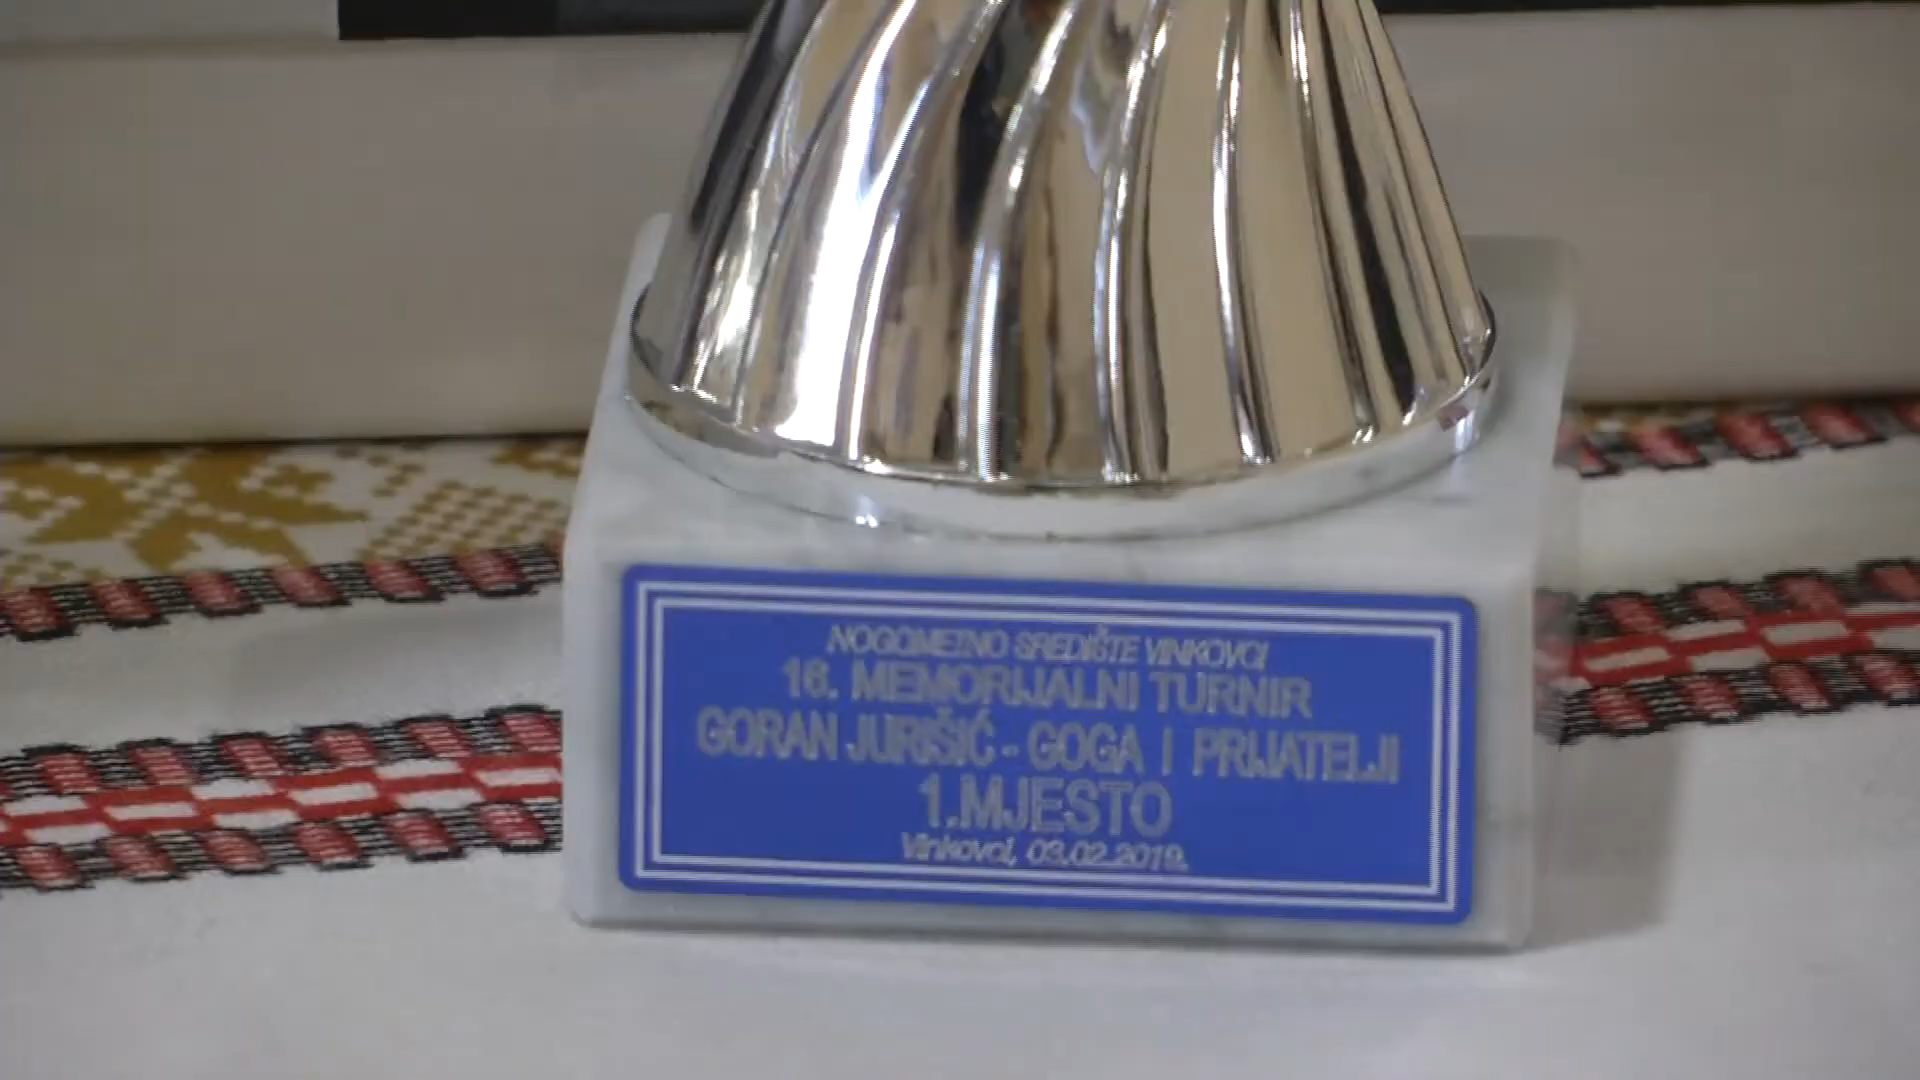 NOGOMETNO SREDIŠTE VINKOVCI
16. MEMORIJALNI TURNIR
GORAN JURIŠIĆ - GOGA I PRIJATELJI
1.MJESTO
Vinkovci, 03.02.2019.